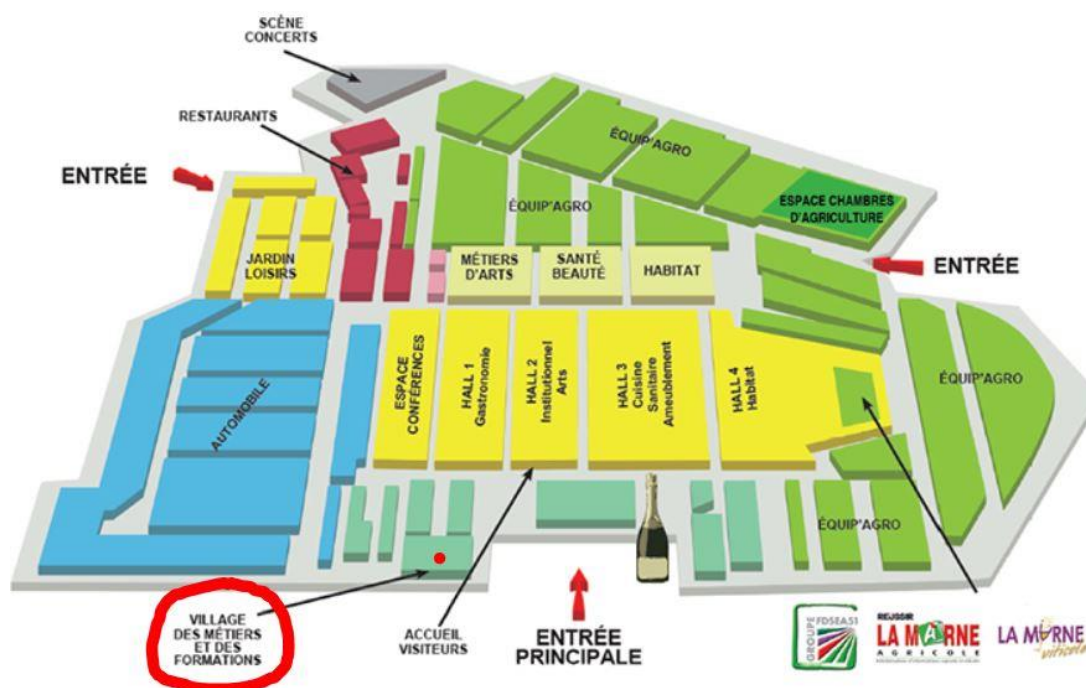 SCÈNE
CONCERTS
RESTAURANTS
ENTRÉE
ÉQUIP'AGRO
ESPACE CHAMBRES
D'AGRICULTURE
ÉQUIP'AGRO
JARDIN
LOISIRS
MÉTIERS
D'ARTS
SANTÉ
BEAUTÉ
HABITAT
ENTRÉE
AUTOMOBILE
ESPACE
CONFÉRENCES
HALL 1
Gastronomie
HALL 2
Institutionnel
Arts
HALL 3
Cuisine
Sanitaire
Ameublement
HALL 4
Habitat
ÉQUIP'AGRO
ÉQUIP'AGRO
VILLAGE
DES MÉTIERS
ET DES
FORMATIONS
ACCUEIL
VISITEURS
ENTRÉE
PRINCIPALE
GROUPE FDSEA51
REUSSIR
LA MARNE
AGRICOLE
LA MARNE
viticole